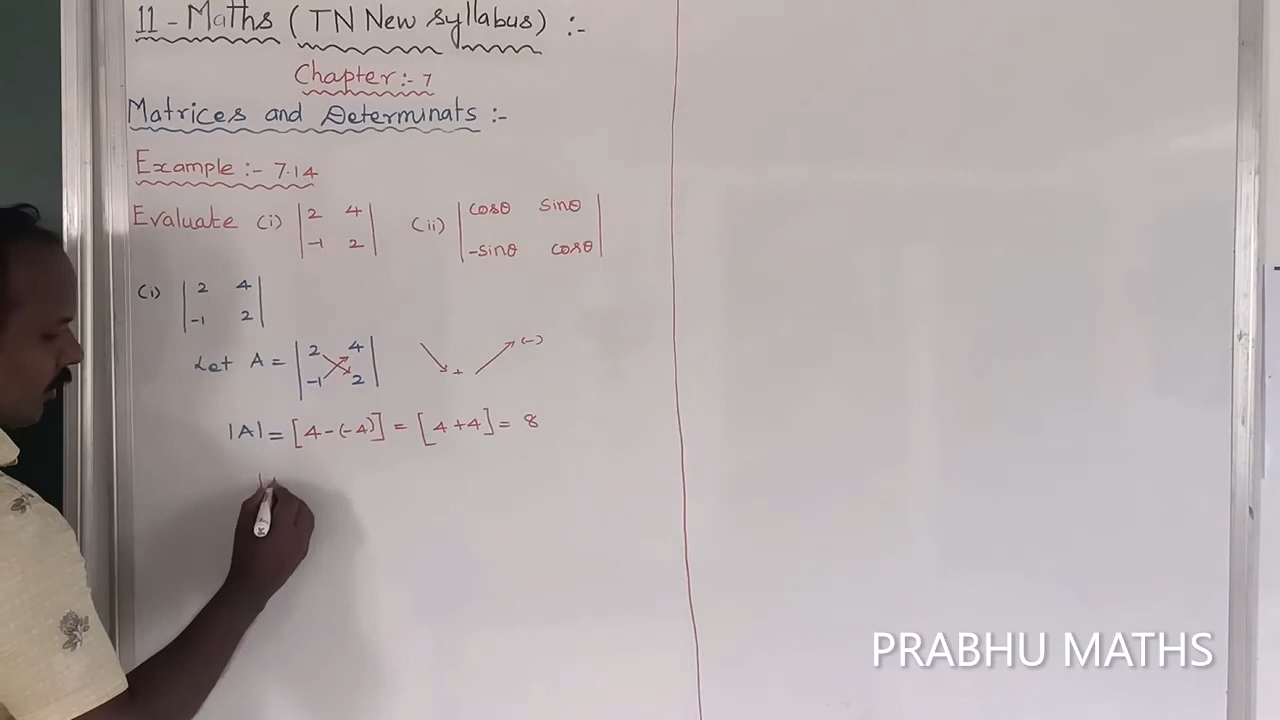 11 - Maths (TN New Syllabus) :-
Chapter :- 7
Matrices and Determinats :-
Example :- 7.14
Evaluate (i) | 2 4 | (ii) | cosθ sinθ |
| -1 2 | | -sinθ cosθ |
(i) | 2 4 |
| -1 2 |
Let A = | 2 4 | + (-)
| -1 2 |
|A| = [4-(-4)] = [4+4] = 8
PRABHU MATHS